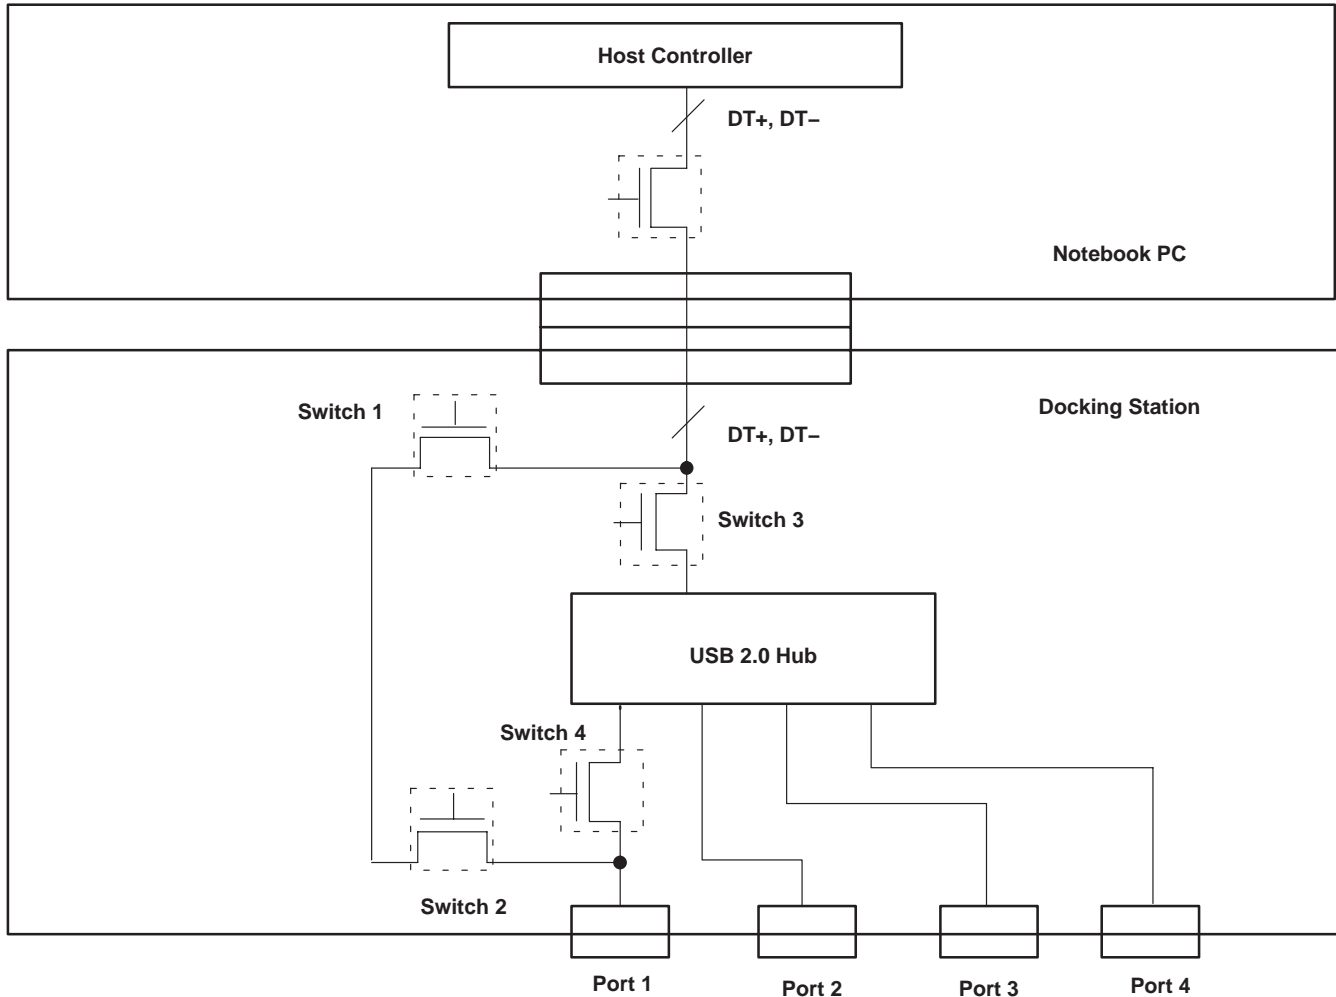 Host Controller
DT+, DT–
Notebook PC
Switch 1
Docking Station
DT+, DT–
Switch 3
USB 2.0 Hub
Switch 4
Switch 2
Port 1
Port 2
Port 3
Port 4